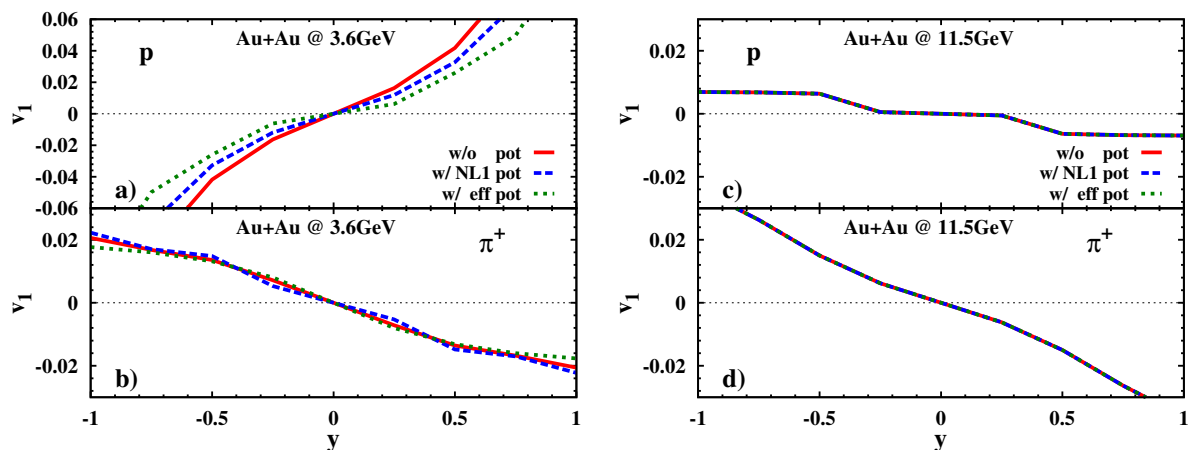 0.06
0.04
0.02
0
-0.02
-0.04
-0.06
v1
p
Au+Au @ 3.6GeV
w/o pot
w/ NL1 pot
w/ eff pot
a)
0.02
0
-0.02
v1
Au+Au @ 3.6GeV
π+
b)
-1
-0.5
0
0.5
1
y
0.02
0
-0.02
v1
p
Au+Au @ 11.5GeV
w/o pot
w/ NL1 pot
w/ eff pot
c)
0.02
0
-0.02
v1
Au+Au @ 11.5GeV
π+
d)
-1
-0.5
0
0.5
1
y